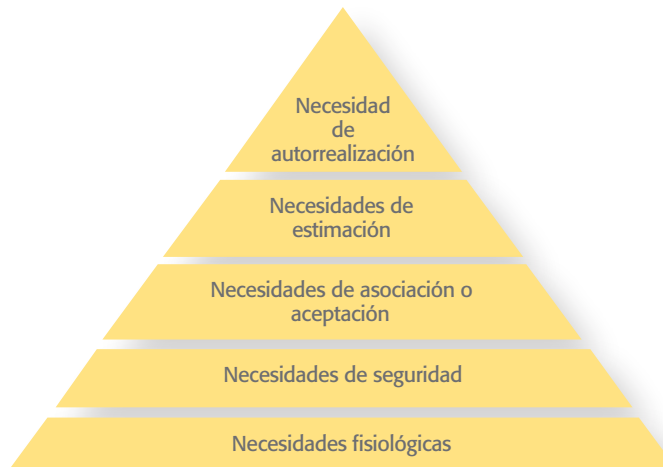 Necesidad
de
autorrealización
Necesidades de
estimación
Necesidades de asociación o
aceptación
Necesidades de seguridad
Necesidades fisiológicas